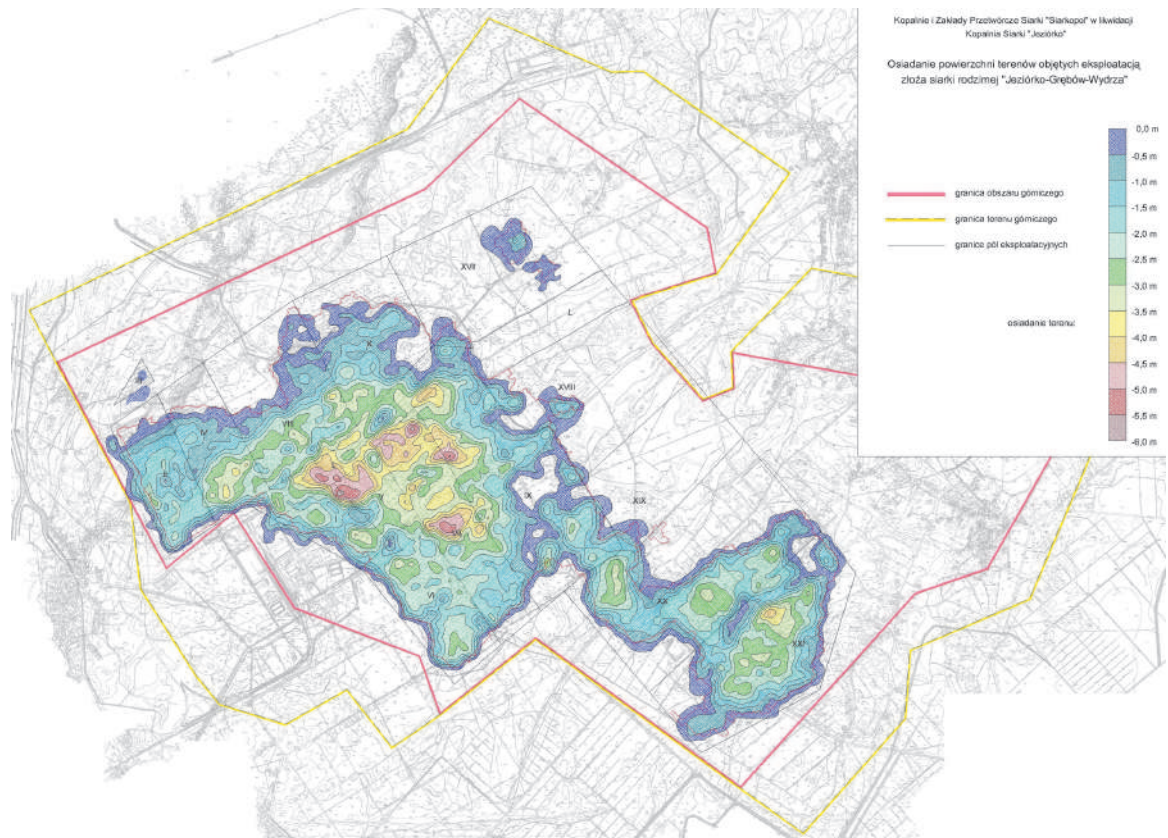 Kopalnie i Zakłady Przetwórcze Siarki "Siarkopol" w likwidacji
Kopalnia Siarki "Jeziórko"
Osiadanie powierzchni terenów objętych eksploatacją
złoża siarki rodzimej "Jeziórko-Grębów-Wydrza"
granica obszaru górniczego
granica terenu górniczego
granice pól eksploatacyjnych
osiadanie terenu:
0,0 m
-0,5 m
-1,0 m
-1,5 m
-2,0 m
-2,5 m
-3,0 m
-3,5 m
-4,0 m
-4,5 m
-5,0 m
-5,5 m
-6,0 m
XVII
L
X
XVIII
IV
VIII
IX
XIX
V
VII
II
VI
XX